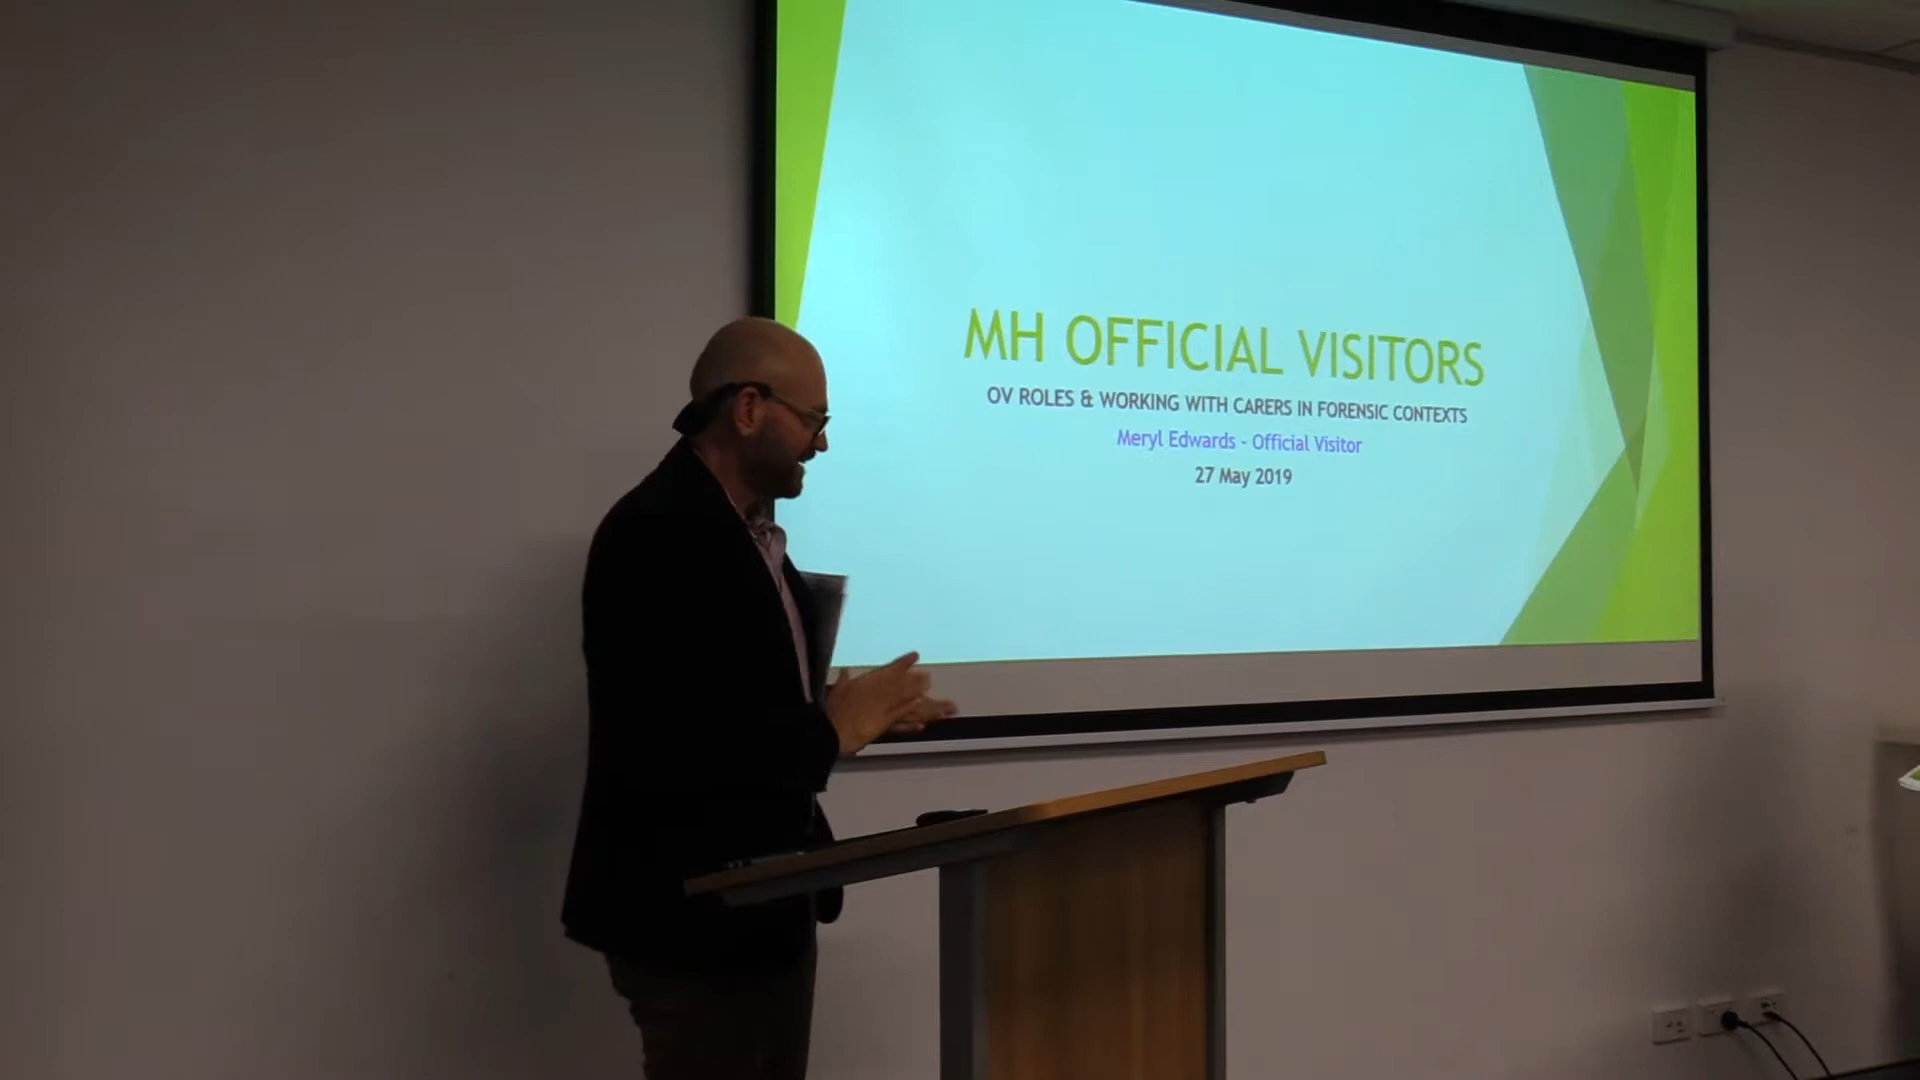 MH OFFICIAL VISITORS
OV ROLES & WORKING WITH CARERS IN FORENSIC CONTEXTS
Meryl Edwards - Official Visitor
27 May 2019